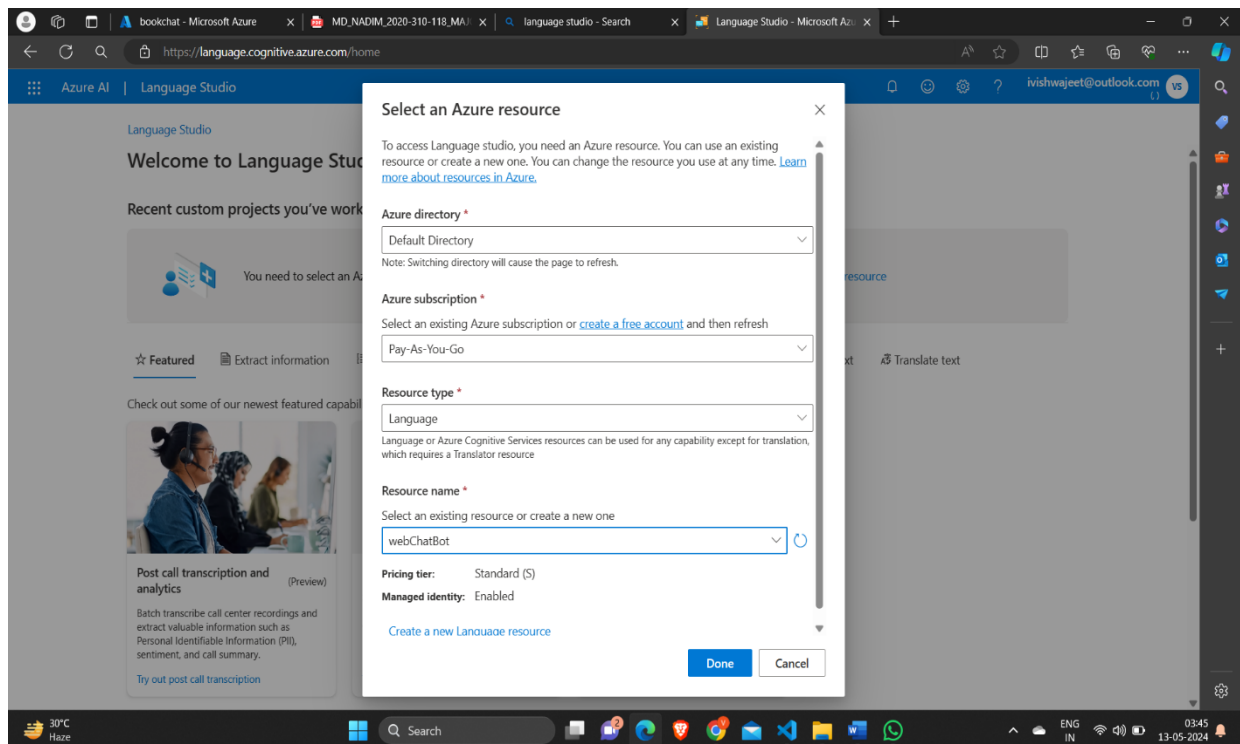 bookchat - Microsoft Azure
MD_NADIM_2020-310-118_MAJ
language studio - Search
Language Studio - Microsoft Azu
https://language.cognitive.azure.com/home
Azure AI | Language Studio
ivishwajeet@outlook.com
VS
Language Studio
Welcome to Language Stud
Recent custom projects you've work
You need to select an Az
resource
Featured
Extract information
xt
Translate text
Check out some of our newest featured capabil
Post call transcription and
analytics
(Preview)
Batch transcribe call center recordings and
extract valuable information such as
Personal Identifiable Information (PII),
sentiment, and call summary.
Try out post call transcription
Select an Azure resource
To access Language studio, you need an Azure resource. You can use an existing
resource or create a new one. You can change the resource you use at any time. Learn
more about resources in Azure.
Azure directory *
Default Directory
Note: Switching directory will cause the page to refresh.
Azure subscription *
Select an existing Azure subscription or create a free account and then refresh
Pay-As-You-Go
Resource type *
Language
Language or Azure Cognitive Services resources can be used for any capability except for translation,
which requires a Translator resource
Resource name *
Select an existing resource or create a new one
webChatBot
Pricing tier: Standard (S)
Managed identity: Enabled
Create a new Language resource
Done
Cancel
30°C
Haze
Search
2
ENG
IN
03:45
13-05-2024